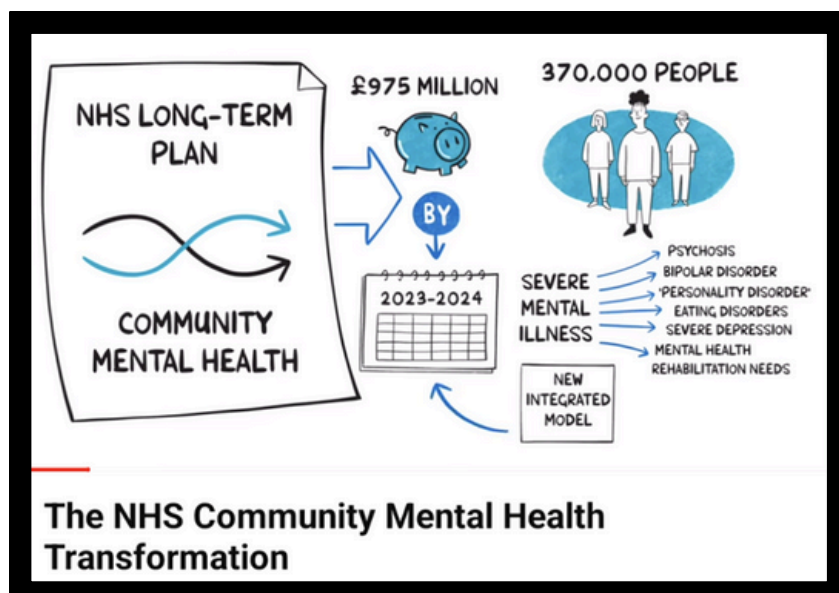 NHS LONG-TERM
PLAN
COMMUNITY
MENTAL HEALTH
£975 MILLION
BY
2023-2024
370,000 PEOPLE
SEVERE
MENTAL
ILLNESS
PSYCHOSIS
BIPOLAR DISORDER
'PERSONALITY DISORDER'
EATING DISORDERS
SEVERE DEPRESSION
MENTAL HEALTH
REHABILITATION NEEDS
NEW
INTEGRATED
MODEL
The NHS Community Mental Health
Transformation